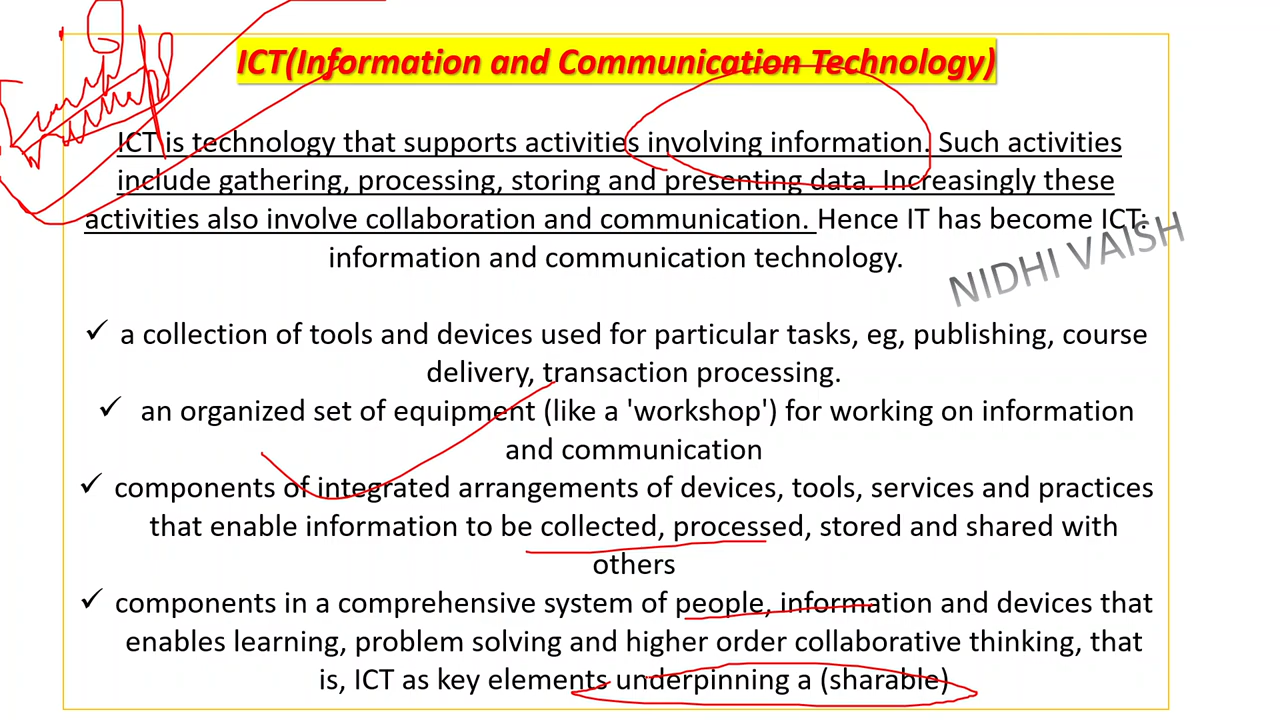 ICT(Information and Communication Technology)
ICT is technology that supports activities involving information. Such activities
include gathering, processing, storing and presenting data. Increasingly these
activities also involve collaboration and communication. Hence IT has become ICT:
information and communication technology.
NIDHI VAISH
✓ a collection of tools and devices used for particular tasks, eg, publishing, course
delivery, transaction processing.
✓ an organized set of equipment (like a 'workshop') for working on information
and communication
✓ components of integrated arrangements of devices, tools, services and practices
that enable information to be collected, processed, stored and shared with
others
✓ components in a comprehensive system of people, information and devices that
enables learning, problem solving and higher order collaborative thinking, that
is, ICT as key elements underpinning a (sharable)